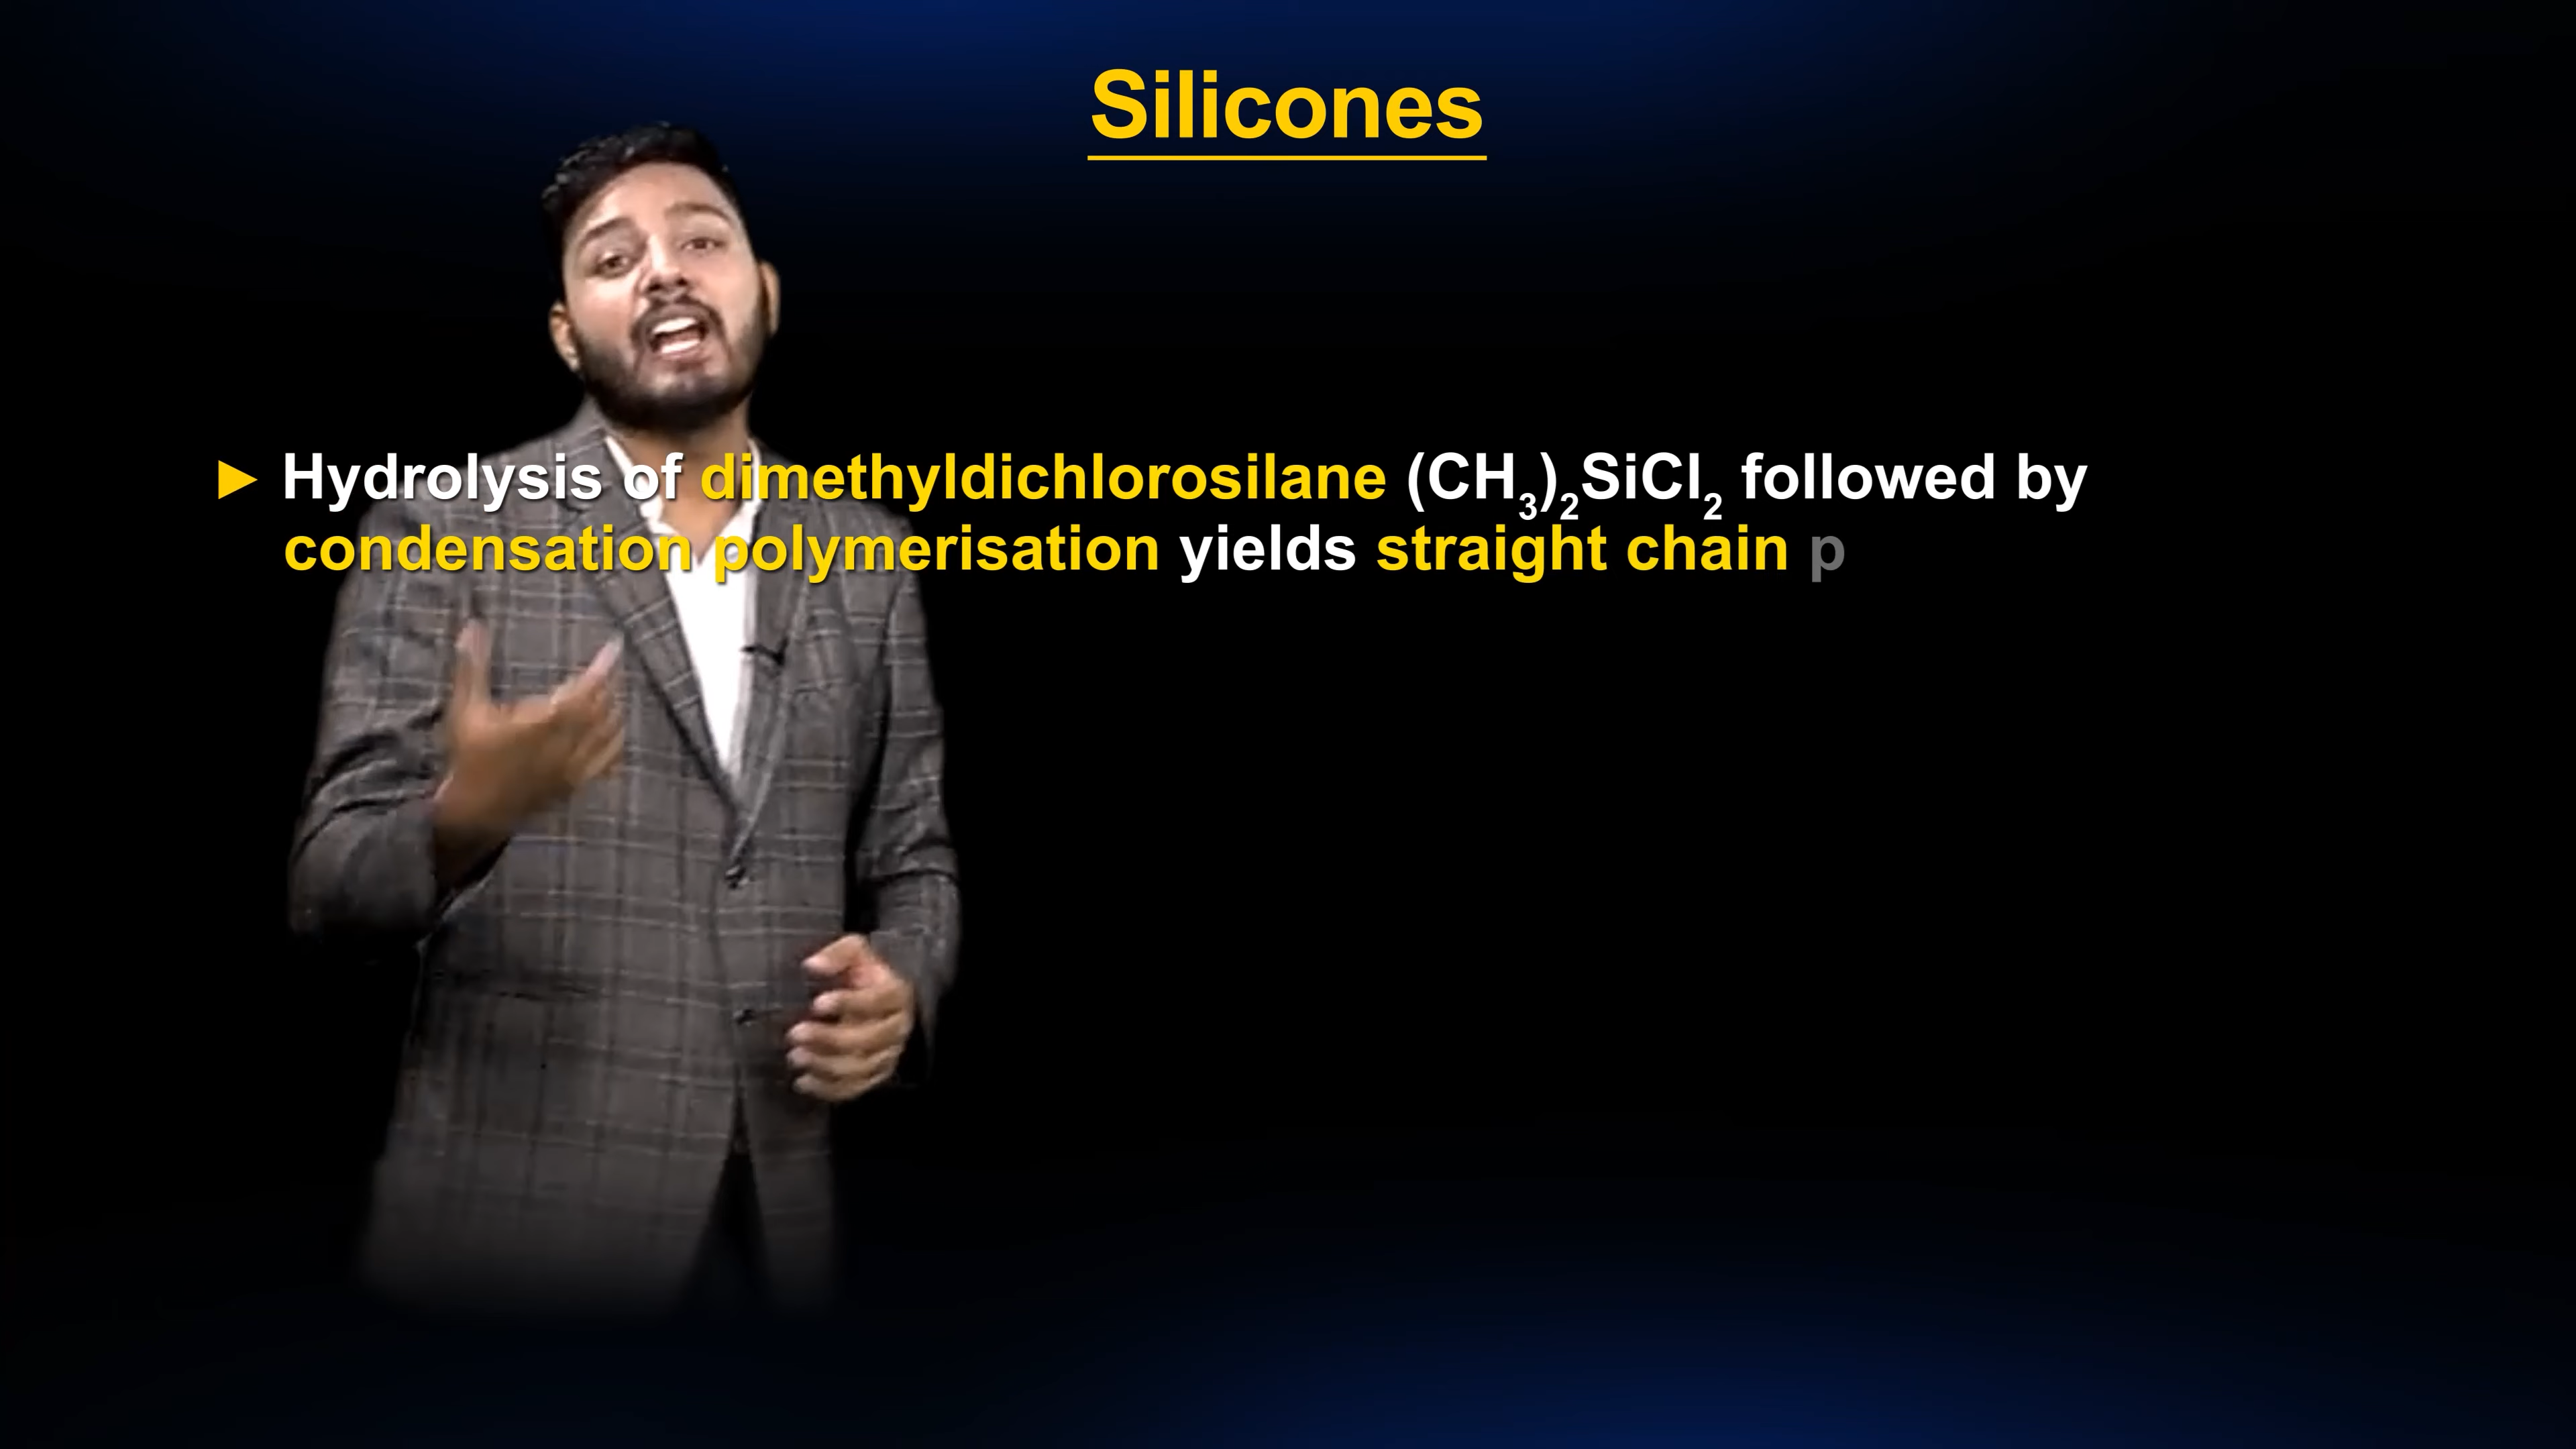 Silicones
► Hydrolysis of dimethyldichlorosilane (CH₃)₂SiCl₂ followed by
condensation polymerisation yields straight chain p